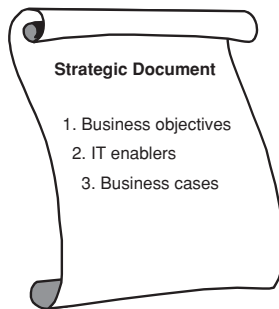 Strategic Document
1. Business objectives
2. IT enablers
3. Business cases